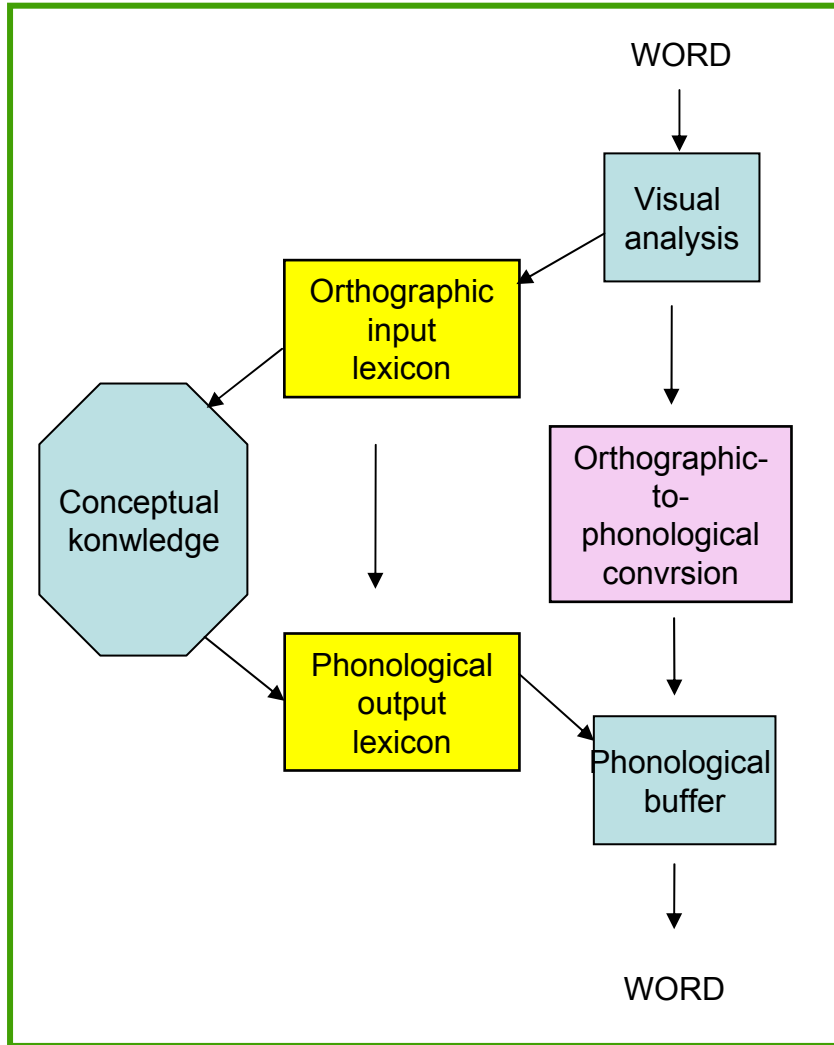 WORD
Visual
analysis
Orthographic
input
lexicon
Orthographic-
to-
phonological
convrsion
Conceptual
konwledge
Phonological
output
lexicon
Phonological
buffer
WORD